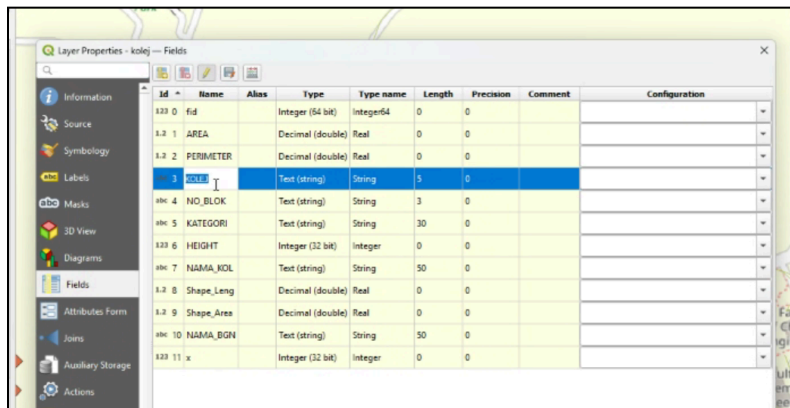 Layer Properties - kolej — Fields
Id Name Alias Type Type name Length Precision Comment Configuration
Information
123 0 fid Integer (64 bit) Integer64 0 0
Source
1.2 1 AREA Decimal (double) Real 0 0
Symbology
1.2 2 PERIMETER Decimal (double) Real 0 0
abc Labels
abc 3 KOLEJ Text (string) String 5 0
abc Masks
abc 4 NO_BLOK Text (string) String 3 0
3D View
abc 5 KATEGORI Text (string) String 30 0
123 6 HEIGHT Integer (32 bit) Integer 0 0
Diagrams
abc 7 NAMA_KOL Text (string) String 50 0
Fields
1.2 8 Shape_Leng Decimal (double) Real 0 0
Attributes Form
1.2 9 Shape_Area Decimal (double) Real 0 0
Joins
abc 10 NAMA_BGN Text (string) String 50 0
123 11 x Integer (32 bit) Integer 0 0
Auxiliary Storage
Actions